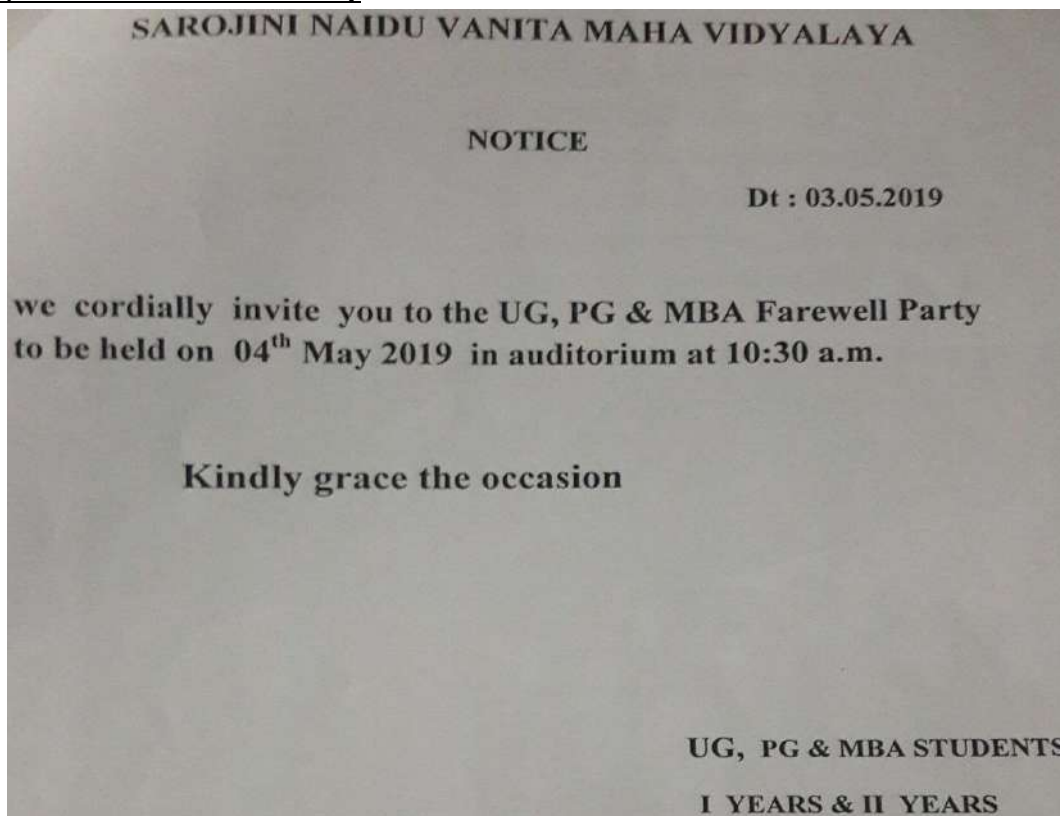 SAROJINI NAIDU VANITA MAHA VIDYALAYA
NOTICE
Dt : 03.05.2019
we cordially invite you to the UG, PG & MBA Farewell Party
to be held on 04th May 2019 in auditorium at 10:30 a.m.
Kindly grace the occasion
UG, PG & MBA STUDENTS
I YEARS & II YEARS